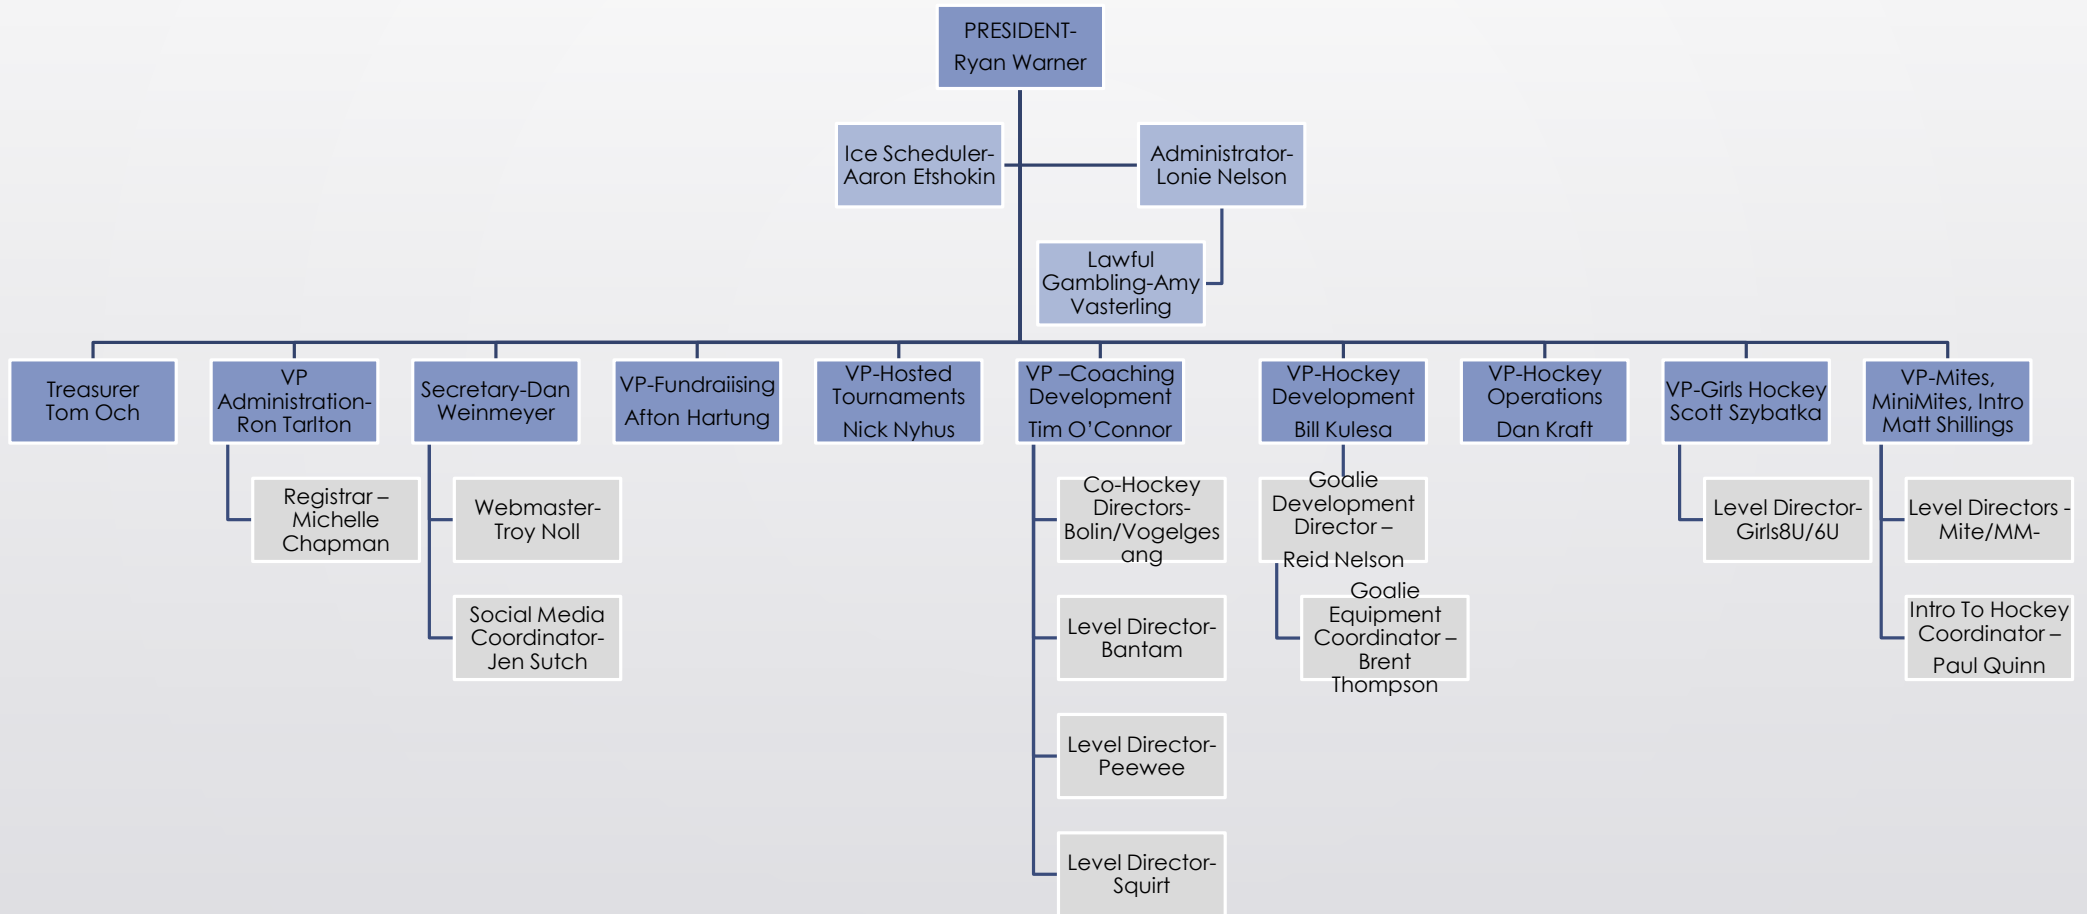 PRESIDENT-
Ryan Warner
Ice Scheduler-
Aaron Etshokin
Administrator-
Lonie Nelson
Lawful
Gambling-Amy
Vasterling
Treasurer
Tom Och
VP
Administration-
Ron Tarlton
Secretary-Dan
Weinmeyer
VP-Fundraiising
Afton Hartung
VP-Hosted
Tournaments
Nick Nyhus
VP –Coaching
Development
Tim O’Connor
VP-Hockey
Development
Bill Kulesa
VP-Hockey
Operations
Dan Kraft
VP-Girls Hockey
Scott Szybatka
VP-Mites,
MiniMites, Intro
Matt Shillings
Registrar –
Michelle
Chapman
Webmaster-
Troy Noll
Social Media
Coordinator-
Jen Sutch
Co-Hockey
Directors-
Bolin/Vogelges
ang
Level Director-
Bantam
Level Director-
Peewee
Level Director-
Squirt
Goalie
Development
Director –
Reid Nelson
Goalie
Equipment
Coordinator –
Brent
Thompson
Level Director-
Girls8U/6U
Level Directors -
Mite/MM-
Intro To Hockey
Coordinator –
Paul Quinn